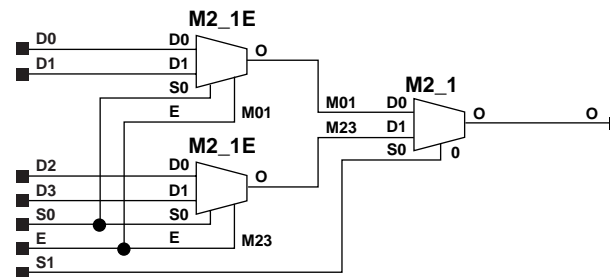 M2_1E
D0 D0 O
D1 D1
S0
E M01
M2_1
M01 D0 O O
M23 D1
S0 0
M2_1E
D2 D0 O
D3 D1
S0 S0
E E M23
S1